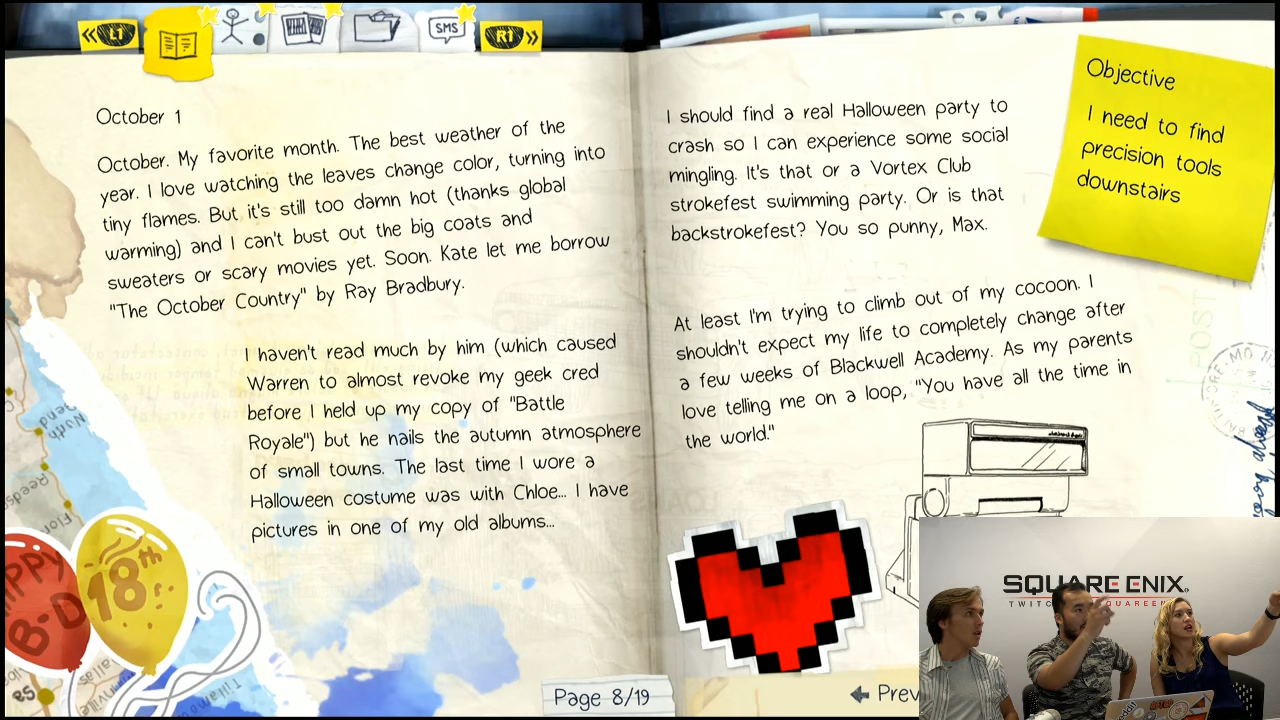 L1
SMS
R1
October 1
October. My favorite month. The best weather of the
year. I love watching the leaves change color, turning into
tiny flames. But it's still too damn hot (thanks global
warming) and I can't bust out the big coats and
sweaters or scary movies yet. Soon. Kate let me borrow
"The October Country" by Ray Bradbury.
I haven't read much by him (which caused
Warren to almost revoke my geek cred
before I held up my copy of "Battle
Royale") but he nails the autumn atmosphere
of small towns. The last time I wore a
Halloween costume was with Chloe... I have
pictures in one of my old albums...
I should find a real Halloween party to
crash so I can experience some social
mingling. It's that or a Vortex Club
strokefest swimming party. Or is that
backstrokefest? You so punny, Max.
At least I'm trying to climb out of my cocoon. I
shouldn't expect my life to completely change after
a few weeks of Blackwell Academy. As my parents
love telling me on a loop, "You have all the time in
the world."
Objective
I need to find
precision tools
downstairs
POST
North
Bend
18th
B-D
Page 8/19
Prev
SQUARE ENIX